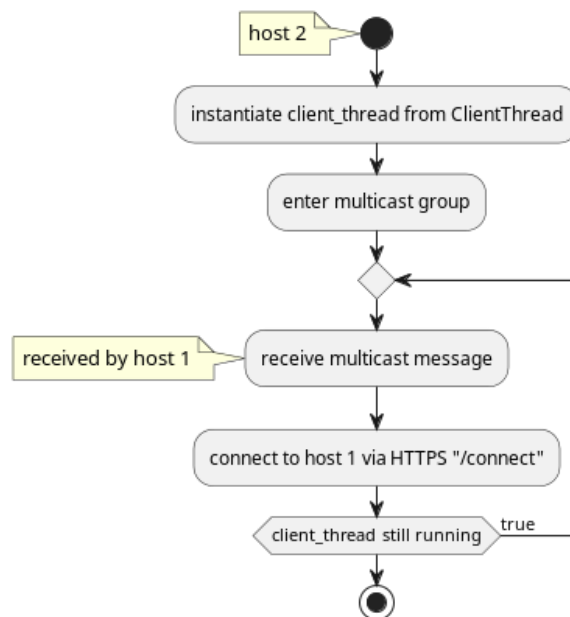 host 2
instantiate client_thread from ClientThread
enter multicast group
received by host 1
receive multicast message
connect to host 1 via HTTPS "/connect"
client_thread still running
true